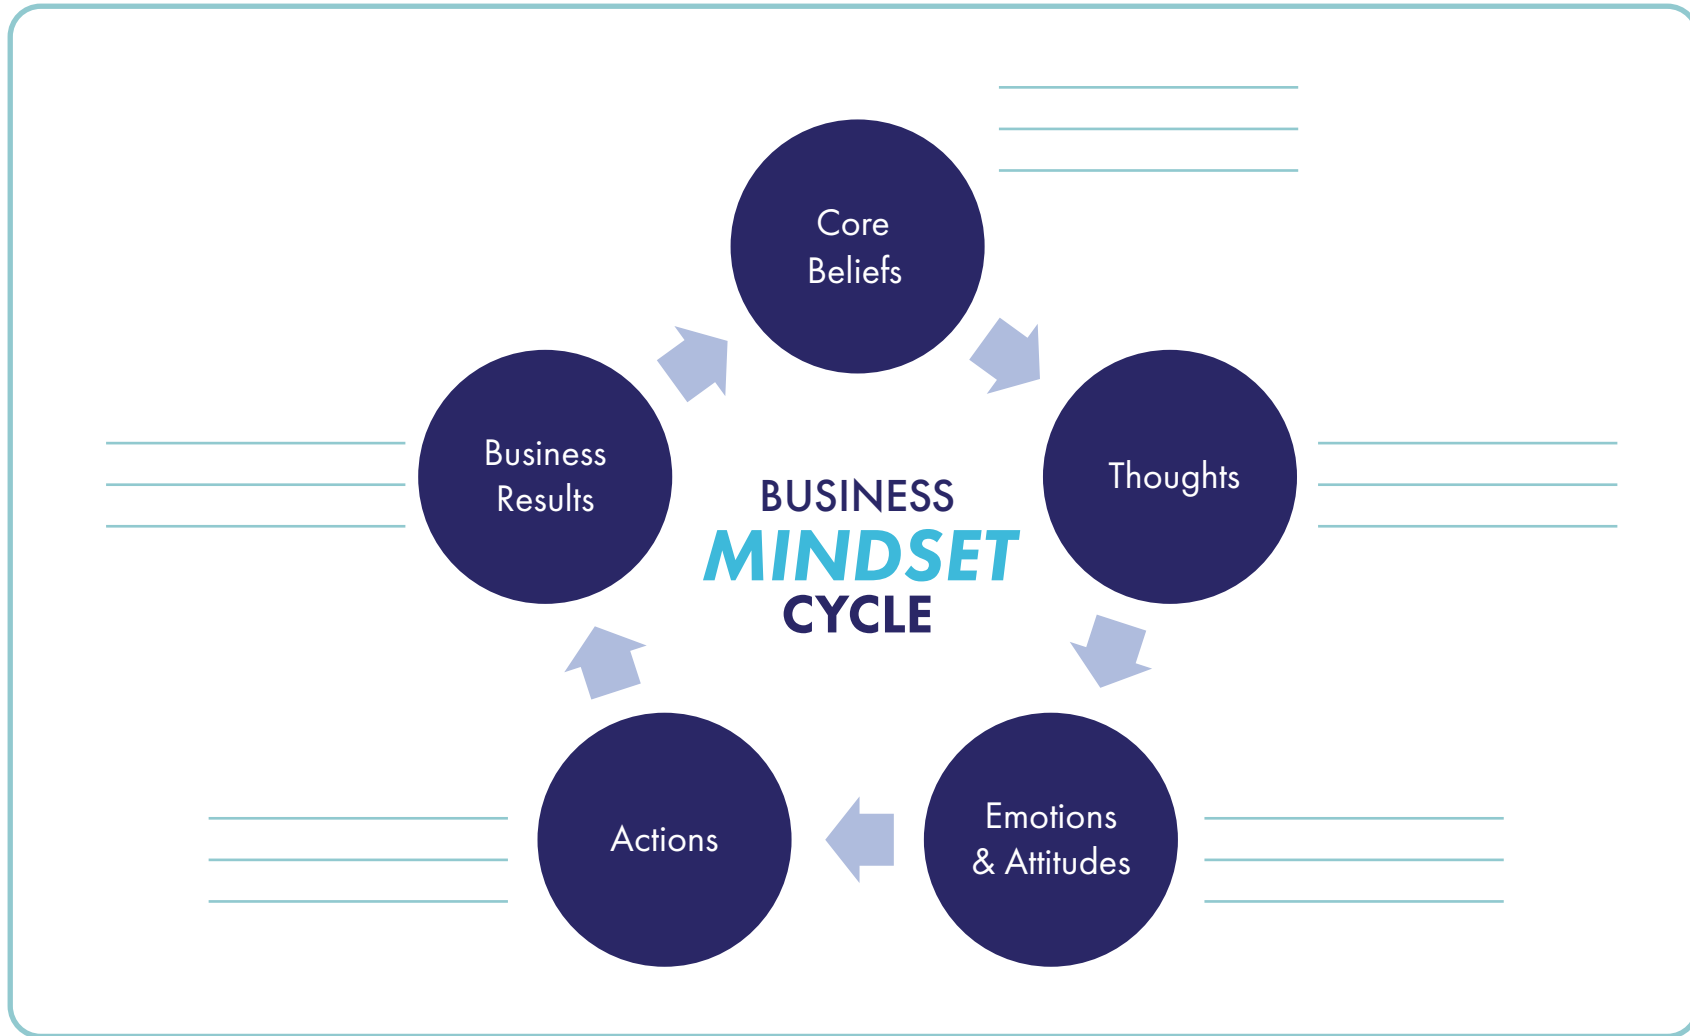 Core
Beliefs
Thoughts
Emotions
& Attitudes
Actions
Business
Results
BUSINESS
MINDSET
CYCLE